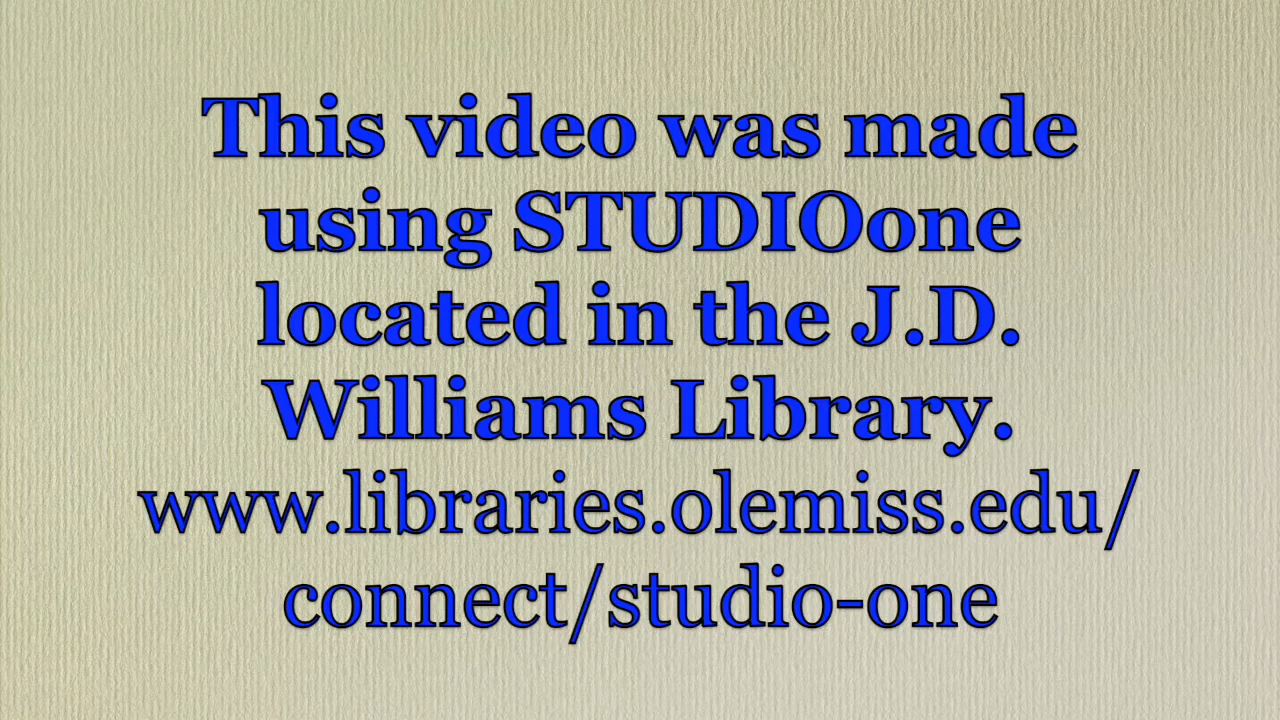 This video was made
using STUDIOone
located in the J.D.
Williams Library.
www.libraries.olemiss.edu/
connect/studio-one